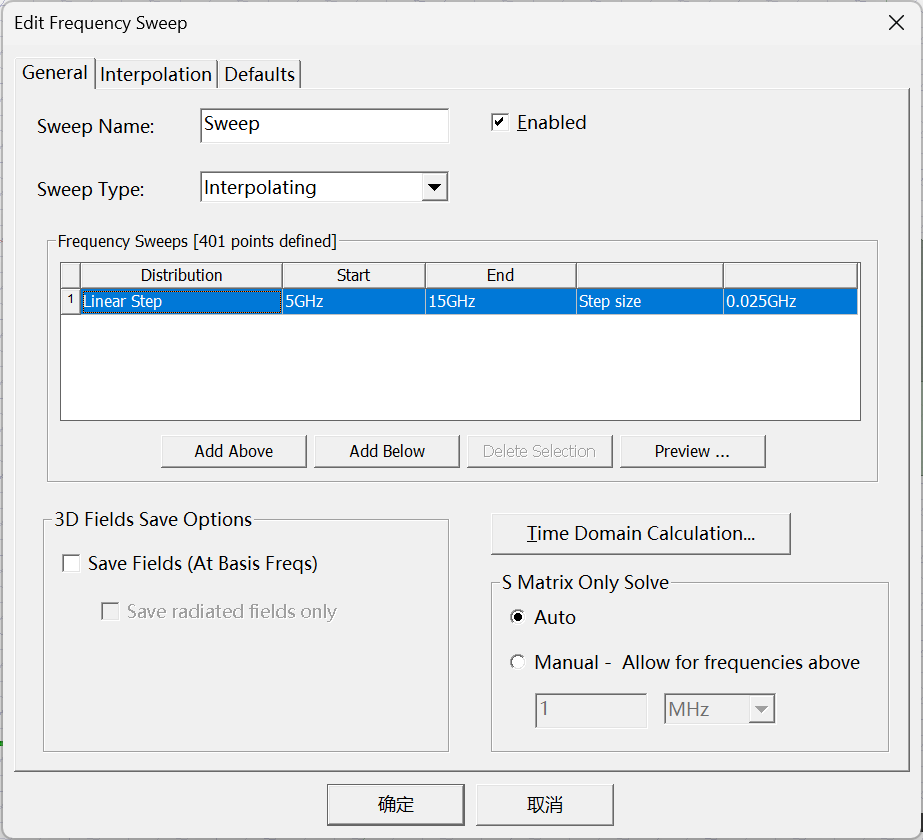 Edit Frequency Sweep
General Interpolation Defaults
Sweep Name: Sweep Enabled
Sweep Type: Interpolating
Frequency Sweeps [401 points defined]
Distribution Start End
1 Linear Step 5GHz 15GHz Step size 0.025GHz
Add Above Add Below Delete Selection Preview ...
3D Fields Save Options
Save Fields (At Basis Freqs)
Save radiated fields only
Time Domain Calculation...
S Matrix Only Solve
Auto
Manual - Allow for frequencies above
1 MHz
确定 取消